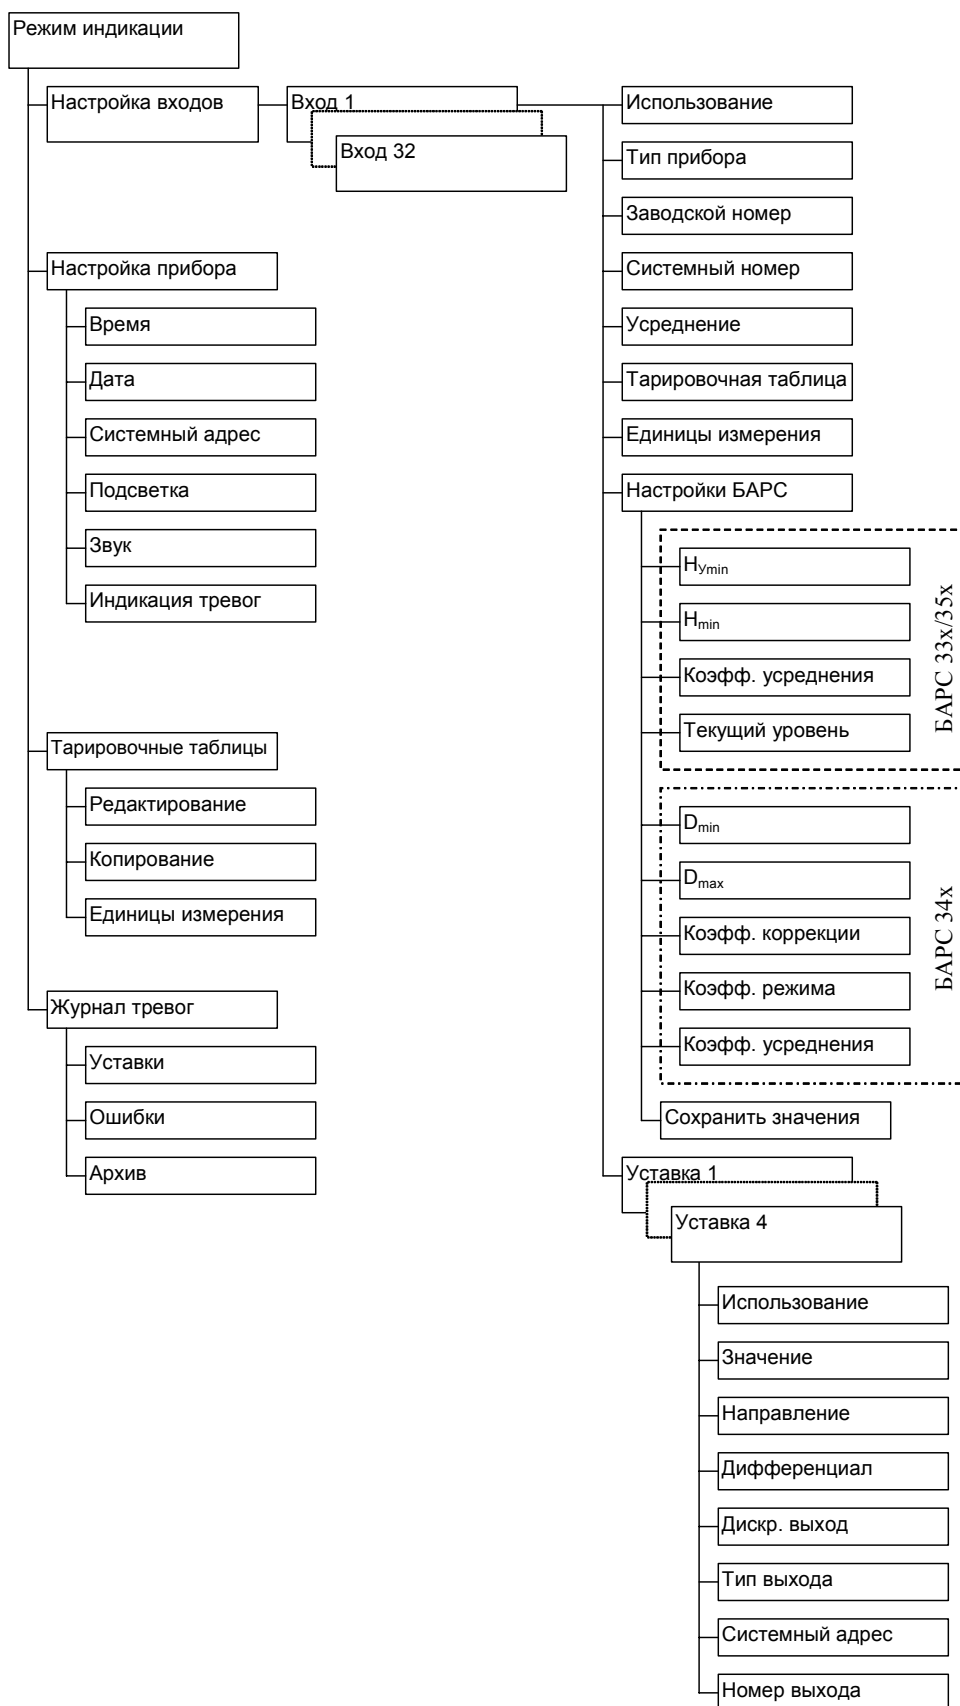 Режим индикации
Настройка входов
Вход 1
Вход 32
Использование
Тип прибора
Заводской номер
Системный номер
Усреднение
Тарировочная таблица
Единицы измерения
Настройки БАРС
HУmin
Hmin
Коэфф. усреднения
Текущий уровень
БАРС 33x/35x
Dmin
Dmax
Коэфф. коррекции
Коэфф. режима
Коэфф. усреднения
БАРС 34x
Сохранить значения
Уставка 1
Уставка 4
Использование
Значение
Направление
Дифференциал
Дискр. выход
Тип выхода
Системный адрес
Номер выхода
Настройка прибора
Время
Дата
Системный адрес
Подсветка
Звук
Индикация тревог
Тарировочные таблицы
Редактирование
Копирование
Единицы измерения
Журнал тревог
Уставки
Ошибки
Архив